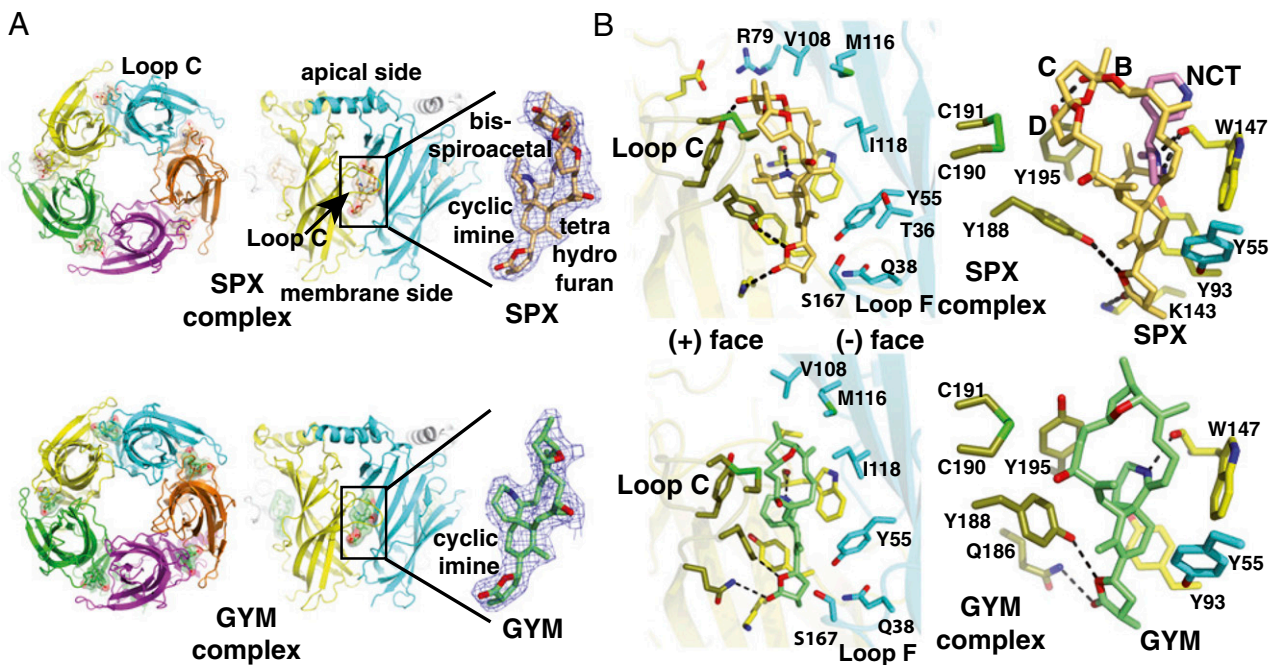 A
Loop C
apical side
bis-
spiroacetal
cyclic
imine
tetra
hydro
furan
Loop C
membrane side
SPX
complex
SPX
cyclic
imine
GYM
complex
GYM
B
R79
V108
M116
Loop C
I118
Y55
T36
Q38
S167
Loop F
(+) face
(-) face
C
B
NCT
C191
D
W147
C190
Y195
Y188
Y55
SPX
complex
Y93
K143
SPX
V108
M116
I118
Loop C
Y55
Q38
S167
Loop F
C191
W147
C190
Y195
Y188
Q186
Y55
Y93
GYM
complex
GYM